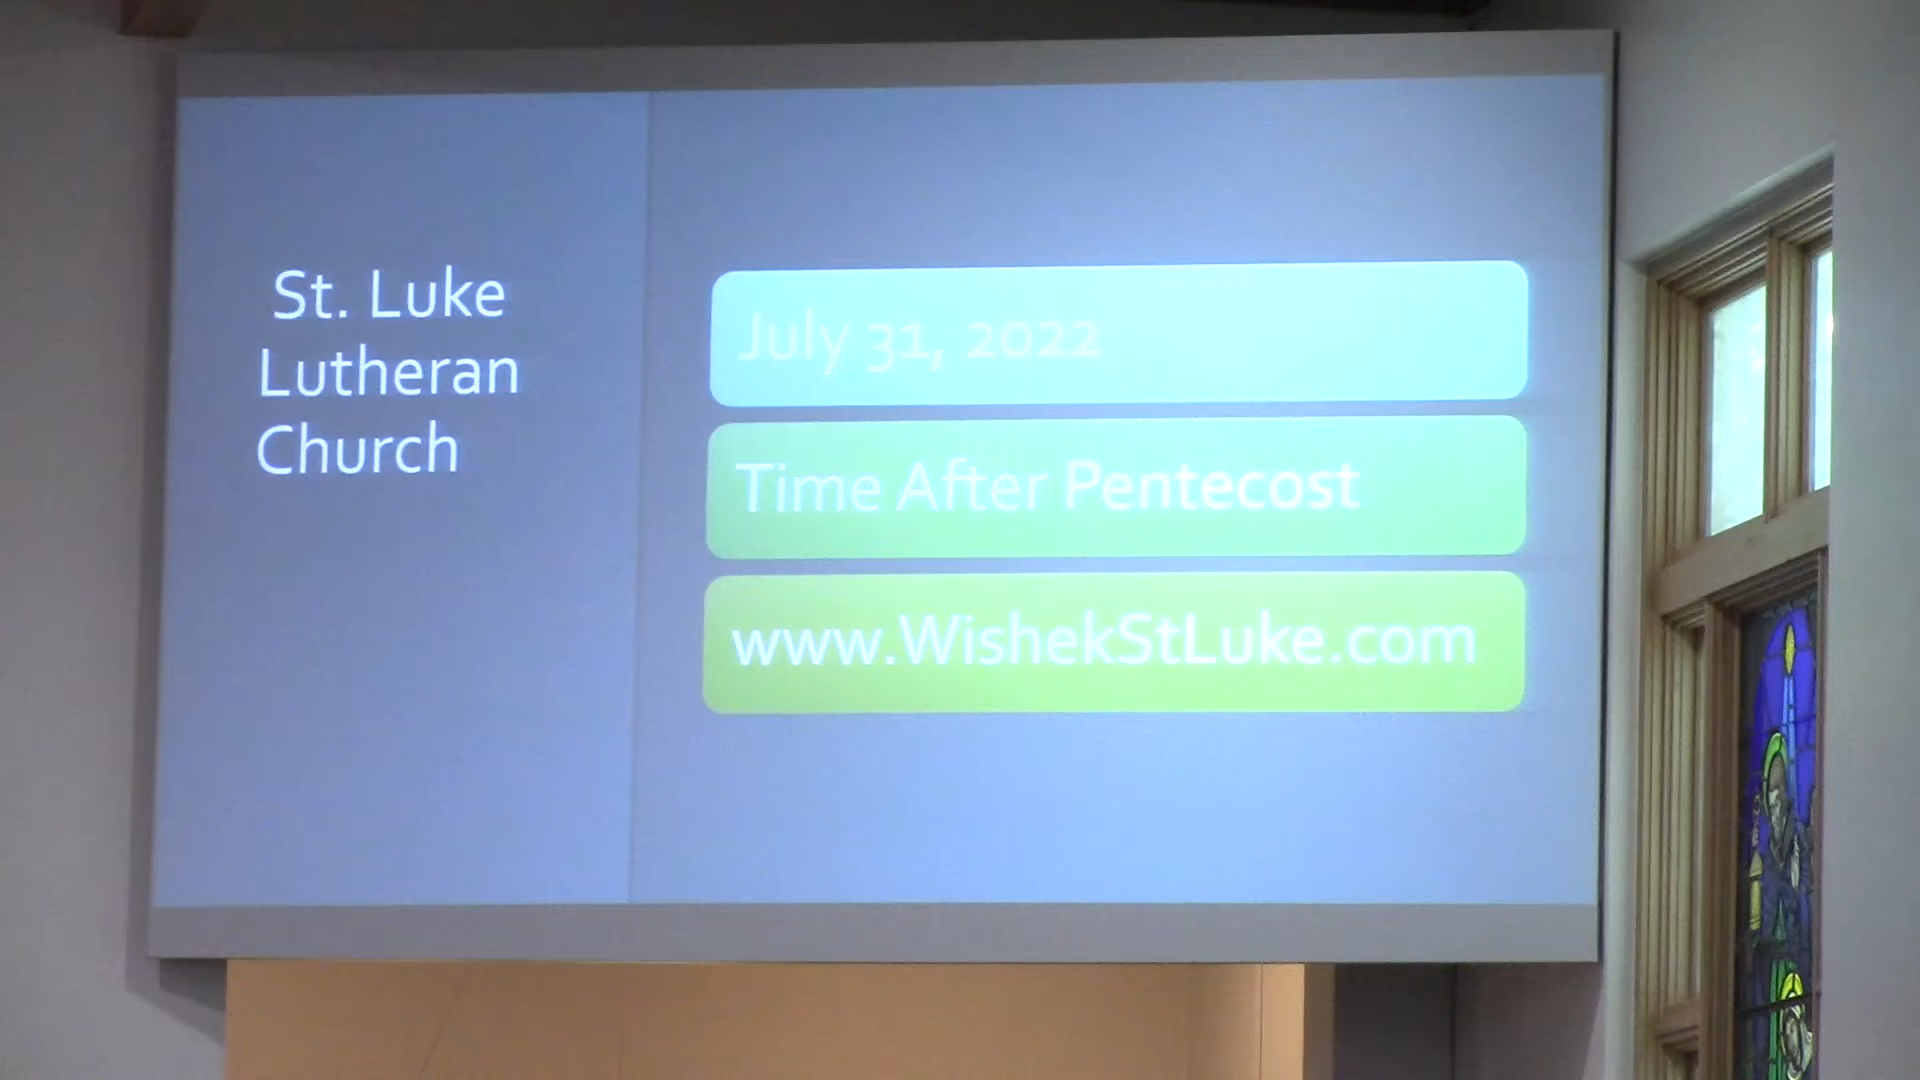 St. Luke
Lutheran
Church
July 31, 2022
Time After Pentecost
www.WishekStLuke.com